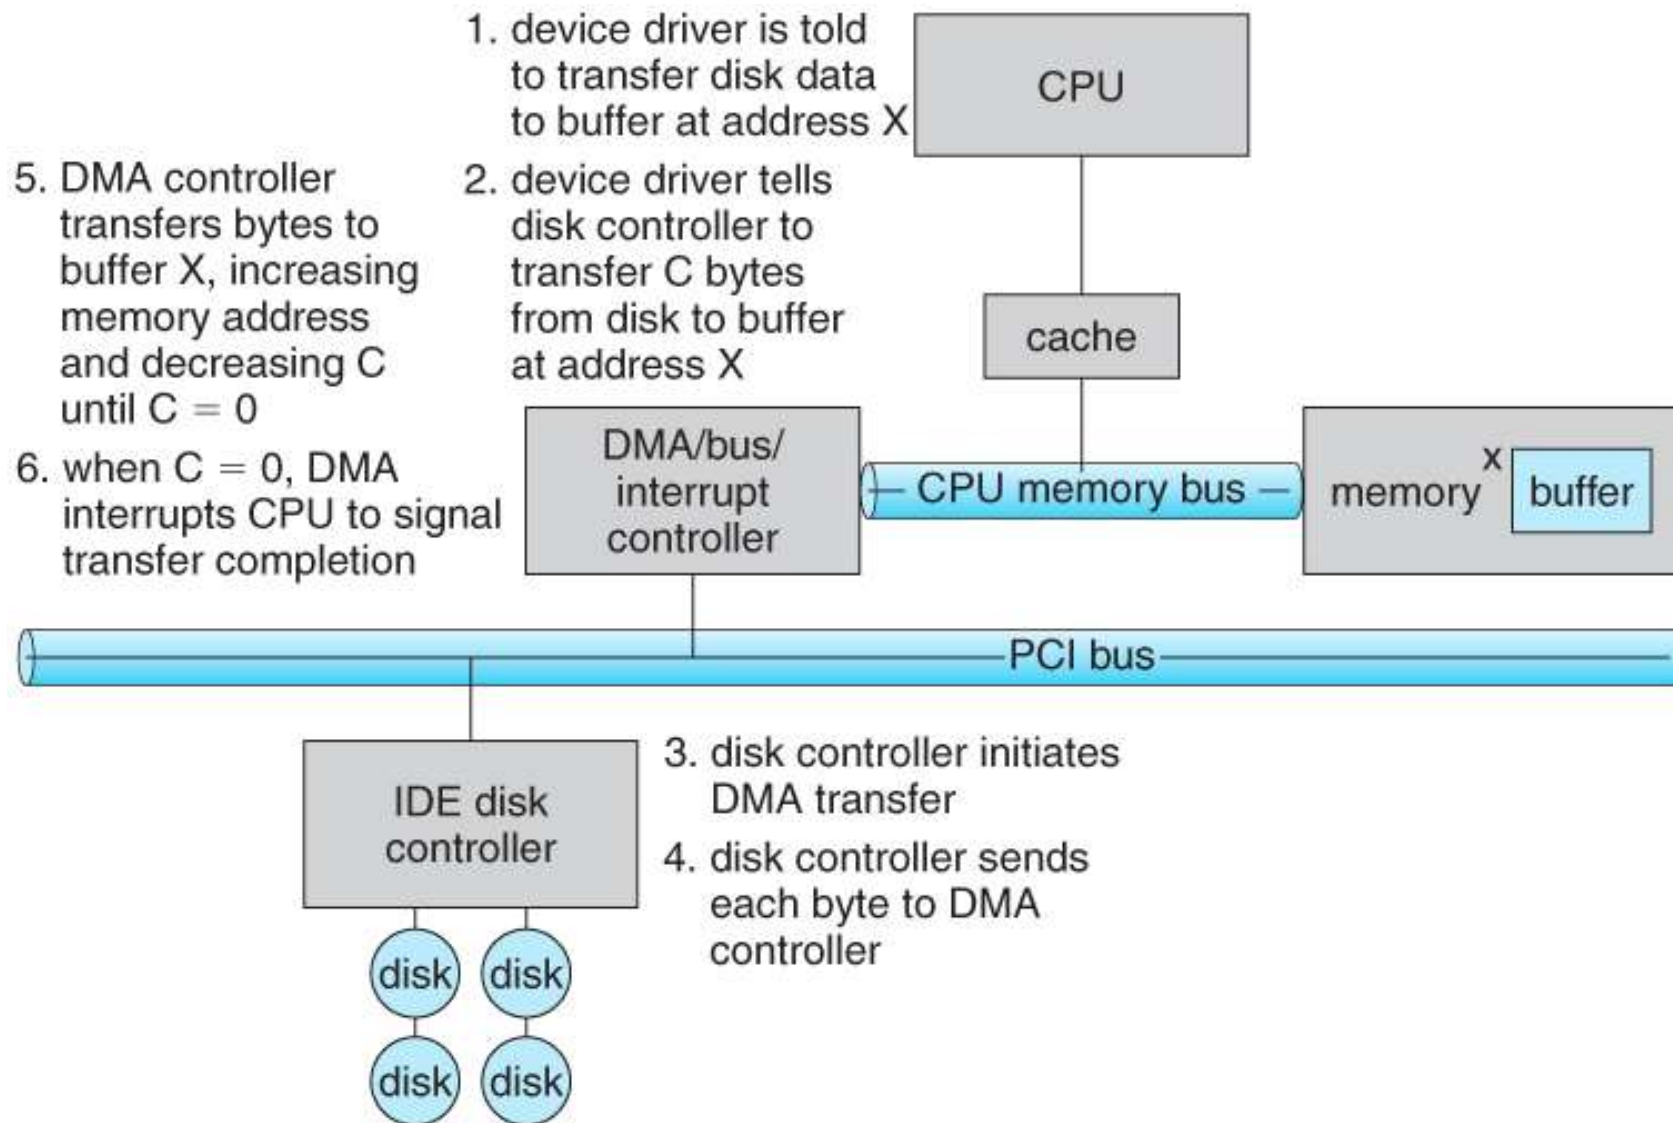 1. device driver is told
to transfer disk data
to buffer at address X
CPU
5. DMA controller
transfers bytes to
buffer X, increasing
memory address
and decreasing C
until C = 0
2. device driver tells
disk controller to
transfer C bytes
from disk to buffer
at address X
cache
DMA/bus/
interrupt
controller
CPU memory bus
memory
x
buffer
6. when C = 0, DMA
interrupts CPU to signal
transfer completion
PCI bus
IDE disk
controller
3. disk controller initiates
DMA transfer
4. disk controller sends
each byte to DMA
controller
disk
disk
disk
disk